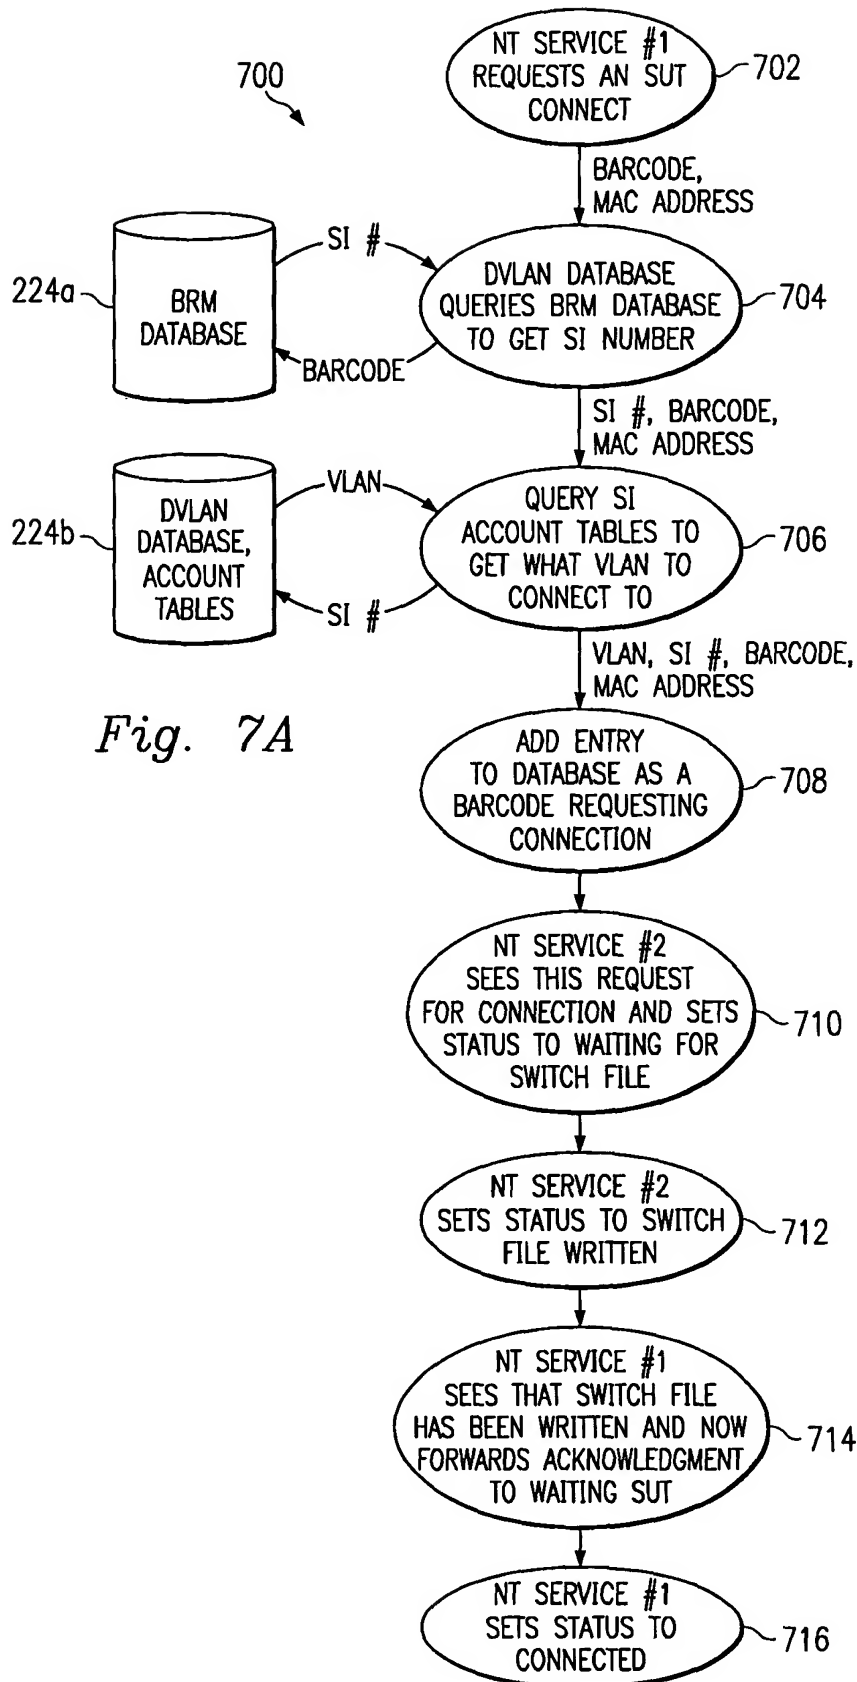 NT SERVICE #1
REQUESTS AN SUT
CONNECT
702
700
BARCODE,
MAC ADDRESS
224a
BRM
DATABASE
SI #
BARCODE
DVLAN DATABASE
QUERIES BRM DATABASE
TO GET SI NUMBER
704
SI #, BARCODE,
MAC ADDRESS
224b
DVLAN
DATABASE,
ACCOUNT
TABLES
VLAN
SI #
QUERY SI
ACCOUNT TABLES TO
GET WHAT VLAN TO
CONNECT TO
706
VLAN, SI #, BARCODE,
MAC ADDRESS
Fig. 7A
ADD ENTRY
TO DATABASE AS A
BARCODE REQUESTING
CONNECTION
708
NT SERVICE #2
SEES THIS REQUEST
FOR CONNECTION AND SETS
STATUS TO WAITING FOR
SWITCH FILE
710
NT SERVICE #2
SETS STATUS TO SWITCH
FILE WRITTEN
712
NT SERVICE #1
SEES THAT SWITCH FILE
HAS BEEN WRITTEN AND NOW
FORWARDS ACKNOWLEDGMENT
TO WAITING SUT
714
NT SERVICE #1
SETS STATUS TO
CONNECTED
716